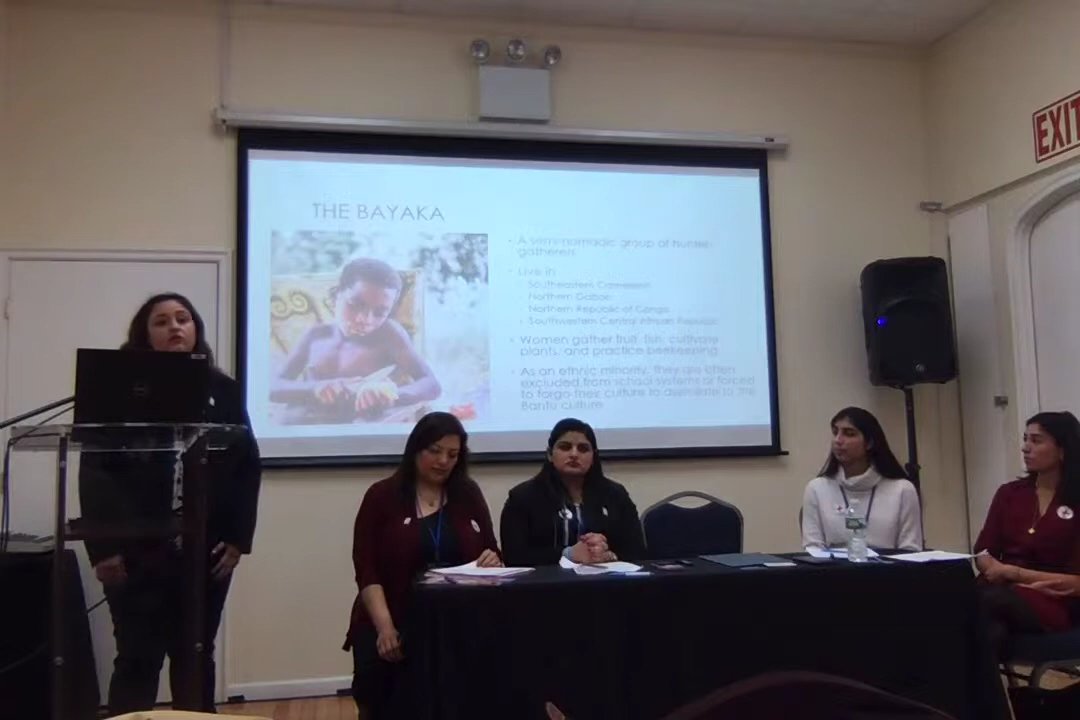 THE BAYAKA
• A semi-nomadic group of hunter-
gatherers
• Live in
• Southeastern Cameroon
• Northern Gabon
• Northern Republic of Congo
• Southwestern Central African Republic
• Women gather fruit, fish, cultivate
plants, and practice beekeeping
• As an ethnic minority, they are often
excluded from school systems or forced
to forgo their culture to assimilate to the
Bantu culture
EXIT
DELL